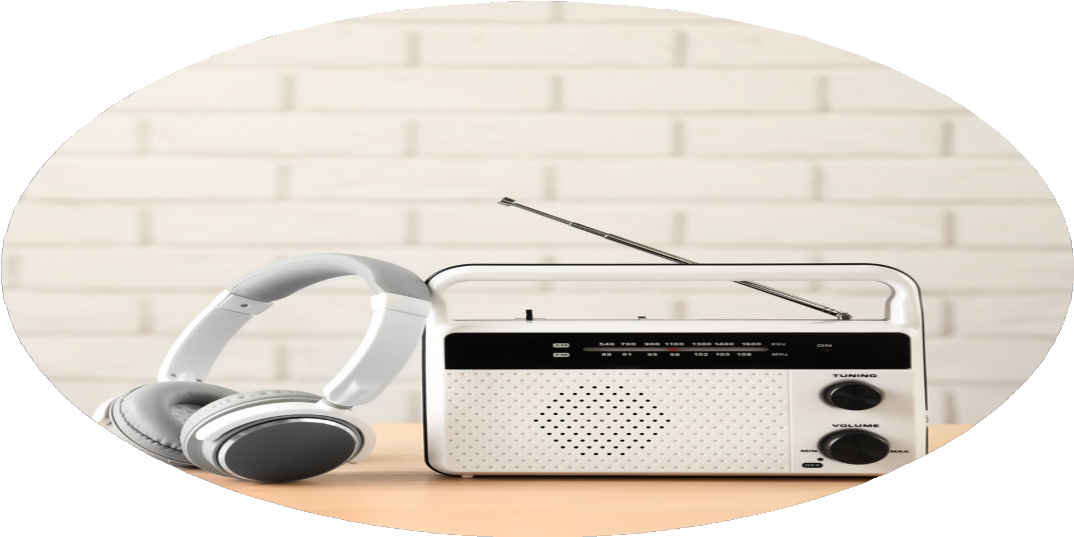 AM 540 700 900 1100 1300 1400 1600 KHz
FM 88 91 95 98 102 105 108 MHz
ON
TUNING
VOLUME
MIN MAX
OFF